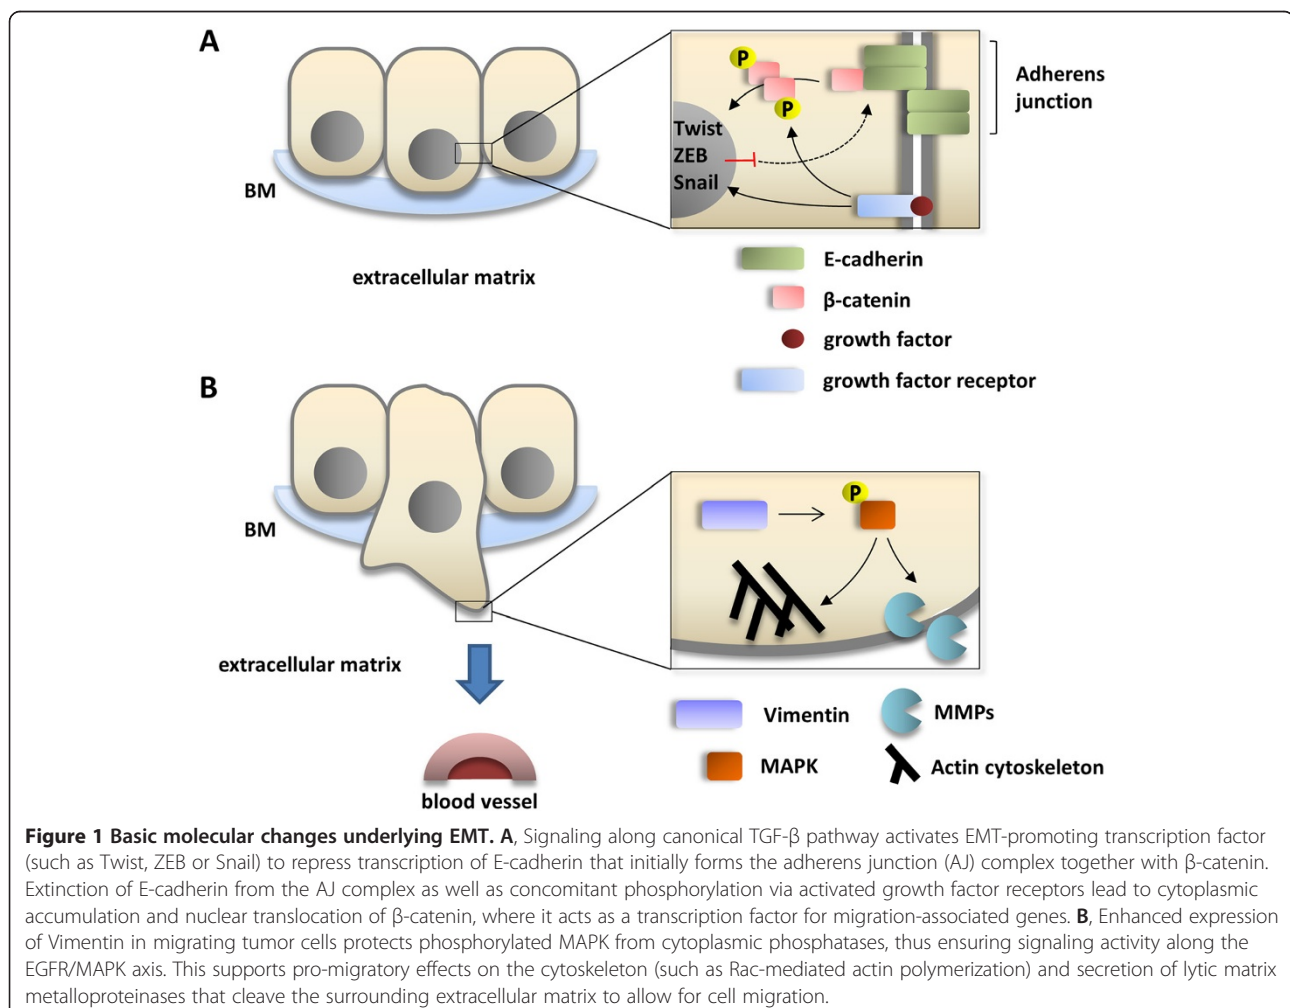 A
BM
extracellular matrix
P
P
Twist
ZEB
Snail
Adherens
junction
E-cadherin
β-catenin
growth factor
growth factor receptor
B
BM
extracellular matrix
blood vessel
P
Vimentin
MMPs
MAPK
Actin cytoskeleton
Figure 1 Basic molecular changes underlying EMT. A, Signaling along canonical TGF-β pathway activates EMT-promoting transcription factor
(such as Twist, ZEB or Snail) to repress transcription of E-cadherin that initially forms the adherens junction (AJ) complex together with β-catenin.
Extinction of E-cadherin from the AJ complex as well as concomitant phosphorylation via activated growth factor receptors lead to cytoplasmic
accumulation and nuclear translocation of β-catenin, where it acts as a transcription factor for migration-associated genes. B, Enhanced expression
of Vimentin in migrating tumor cells protects phosphorylated MAPK from cytoplasmic phosphatases, thus ensuring signaling activity along the
EGFR/MAPK axis. This supports pro-migratory effects on the cytoskeleton (such as Rac-mediated actin polymerization) and secretion of lytic matrix
metalloproteinases that cleave the surrounding extracellular matrix to allow for cell migration.